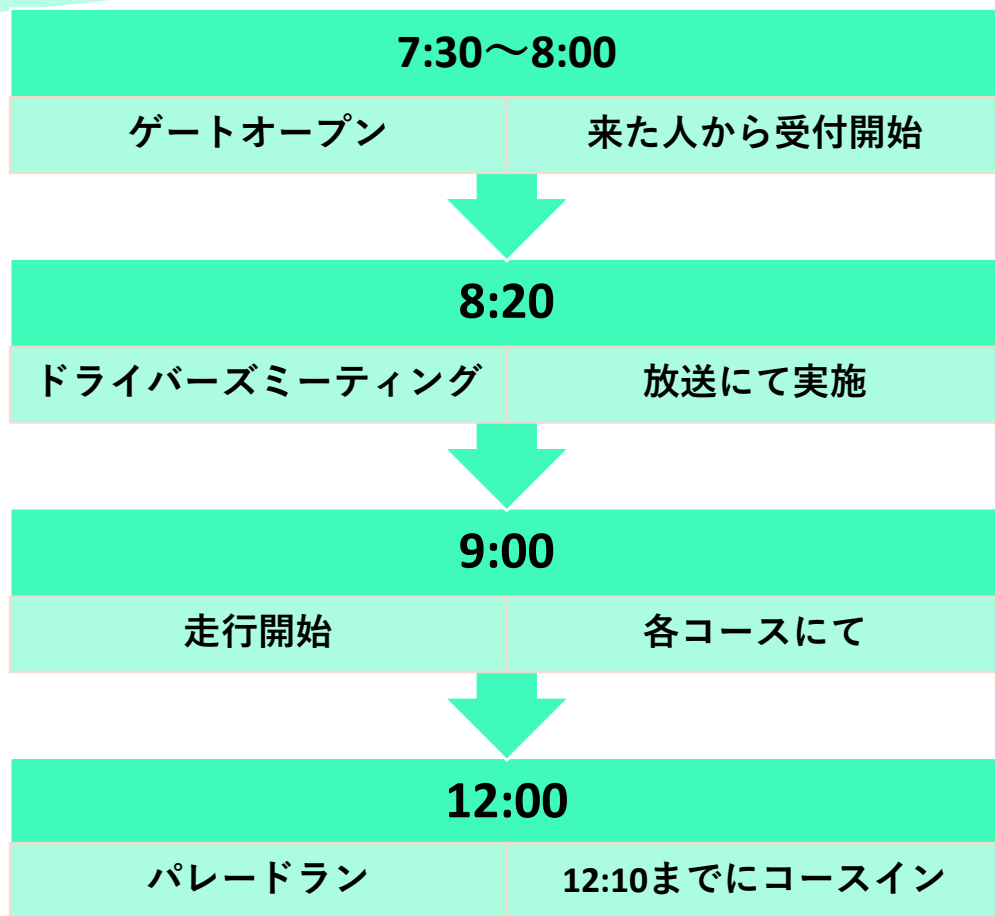 7:30～8:00
ゲートオープン
来た人から受付開始
8:20
ドライバーズミーティング
放送にて実施
9:00
走行開始
各コースにて
12:00
パレードラン
12:10までにコースイン